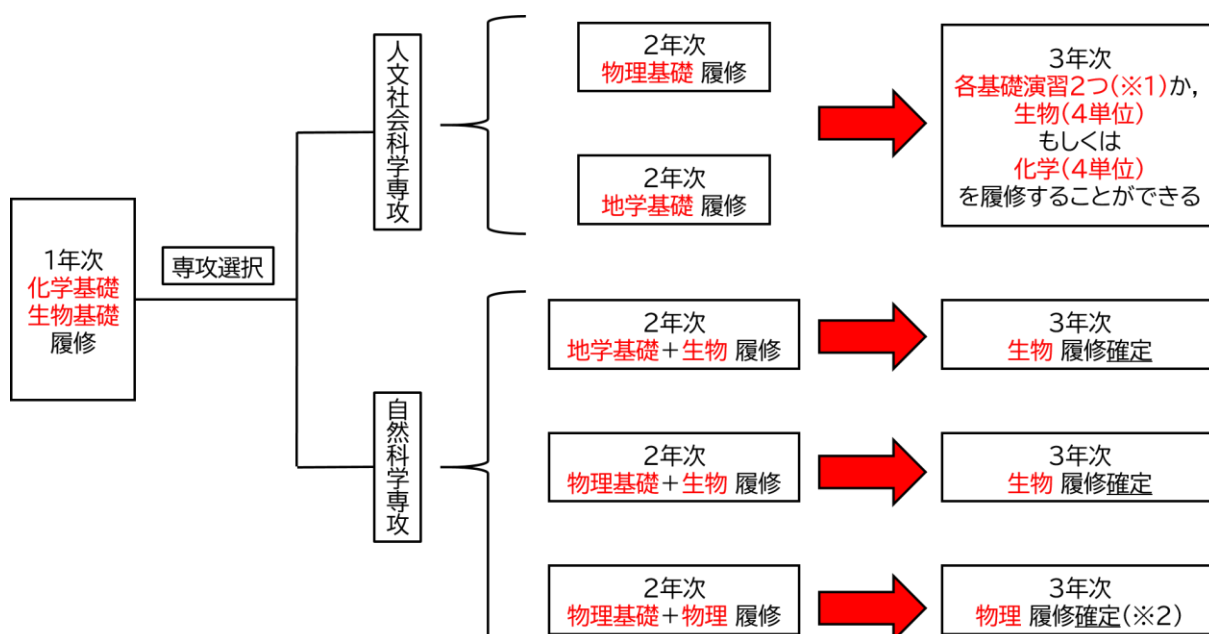 1年次
化学基礎
生物基礎
履修
専攻選択
人文社会科学専攻
2年次
物理基礎 履修
2年次
地学基礎 履修
3年次
各基礎演習2つ(※1)か,
生物(4単位)
もしくは
化学(4単位)
を履修することができる
自然科学専攻
2年次
地学基礎+生物 履修
3年次
生物 履修確定
2年次
物理基礎+生物 履修
3年次
生物 履修確定
2年次
物理基礎+物理 履修
3年次
物理 履修確定(※2)